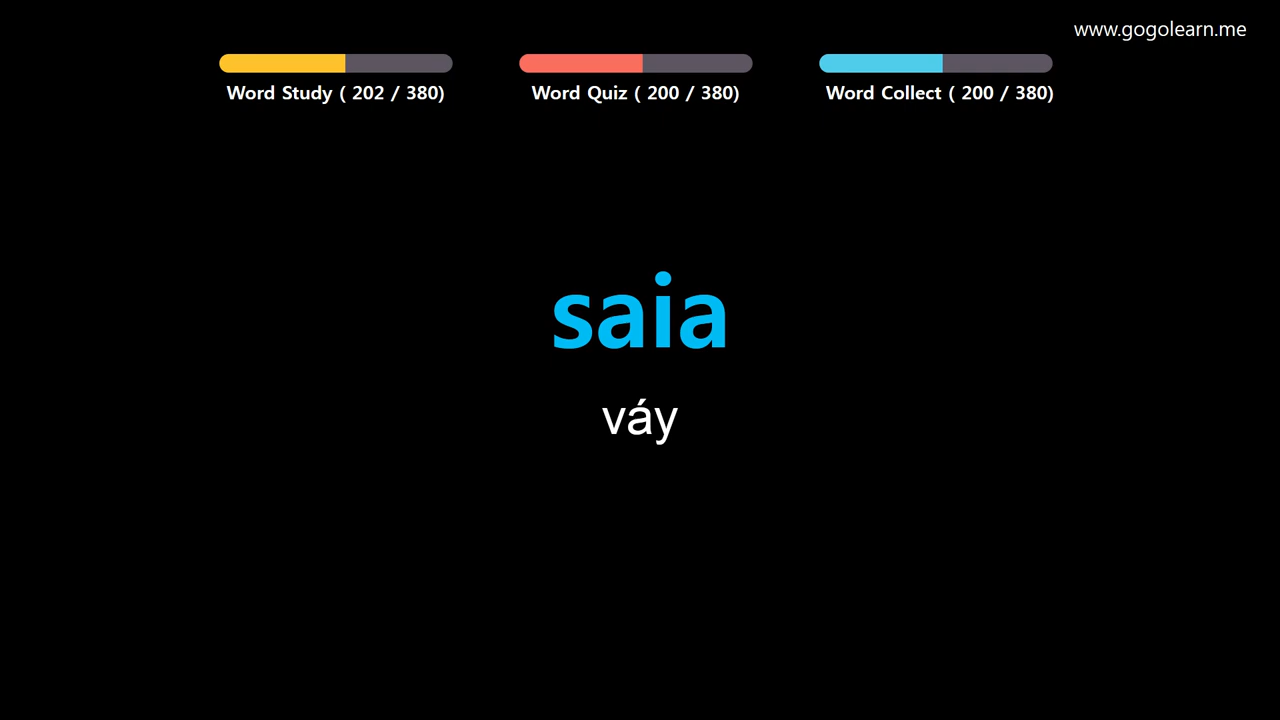 www.gogolearn.me
Word Study ( 202 / 380)
Word Quiz ( 200 / 380)
Word Collect ( 200 / 380)
saia
váy